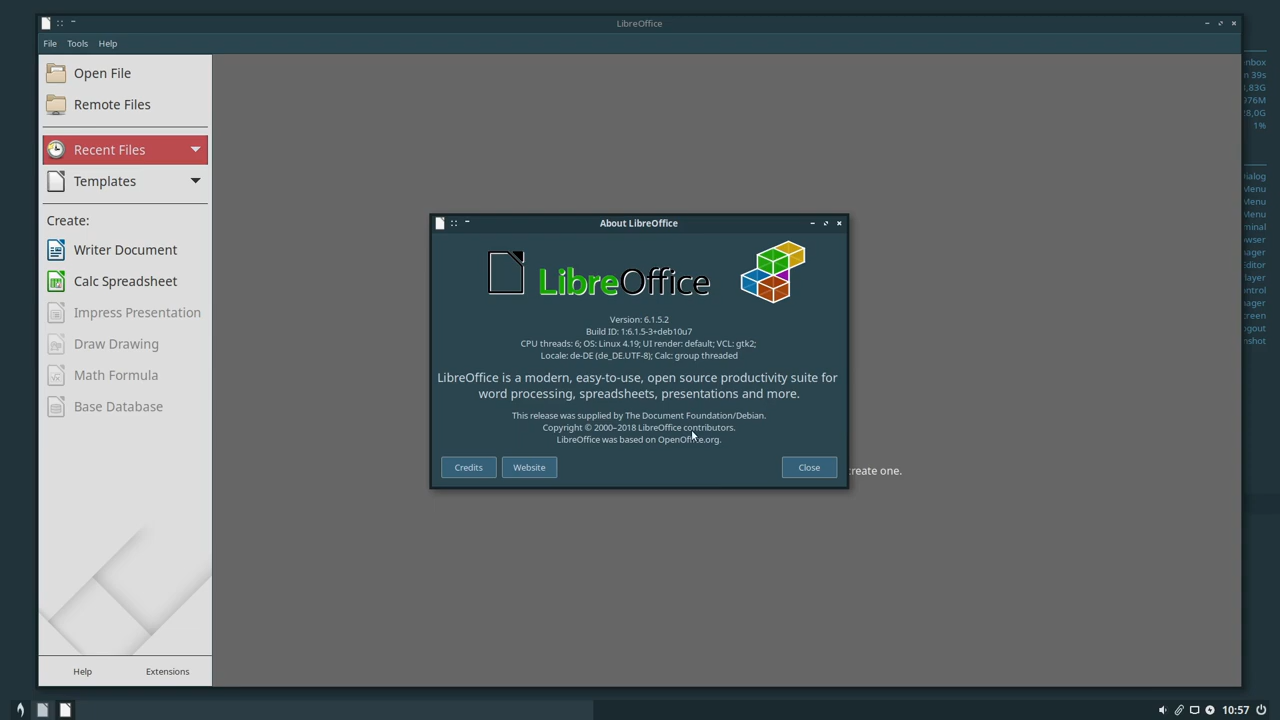 LibreOffice
File Tools Help
Open File
Remote Files
Recent Files
Templates
Create:
Writer Document
Calc Spreadsheet
Impress Presentation
Draw Drawing
Math Formula
Base Database
Help Extensions
About LibreOffice
LibreOffice
Version: 6.1.5.2
Build ID: 1:6.1.5-3+deb10u7
CPU threads: 6; OS: Linux 4.19; UI render: default; VCL: gtk2;
Locale: de-DE (de_DE.UTF-8); Calc: group threaded
LibreOffice is a modern, easy-to-use, open source productivity suite for
word processing, spreadsheets, presentations and more.
This release was supplied by The Document Foundation/Debian.
Copyright © 2000–2018 LibreOffice contributors.
LibreOffice was based on OpenOffice.org.
Credits Website Close
create one.
1%
10:57